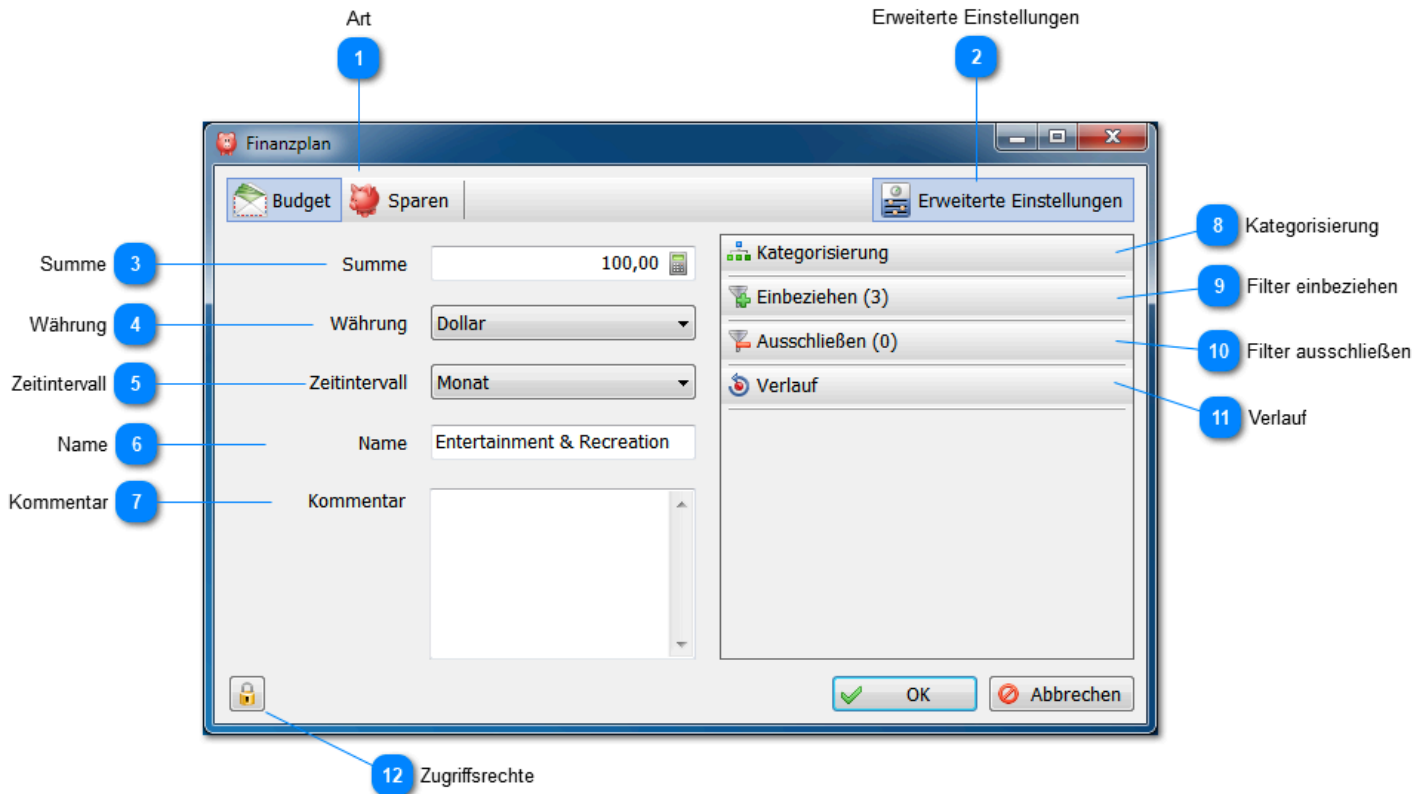 Art
1
Erweiterte Einstellungen
2
Finanzplan
Budget
Sparen
Erweiterte Einstellungen
Summe 3
Summe
100,00
Währung 4
Währung
Dollar
Zeitintervall 5
Zeitintervall
Monat
Name 6
Name
Entertainment & Recreation
Kommentar 7
Kommentar
Kategorisierung
8 Kategorisierung
Einbeziehen (3)
9 Filter einbeziehen
Ausschließen (0)
10 Filter ausschließen
Verlauf
11 Verlauf
OK
Abbrechen
12 Zugriffsrechte